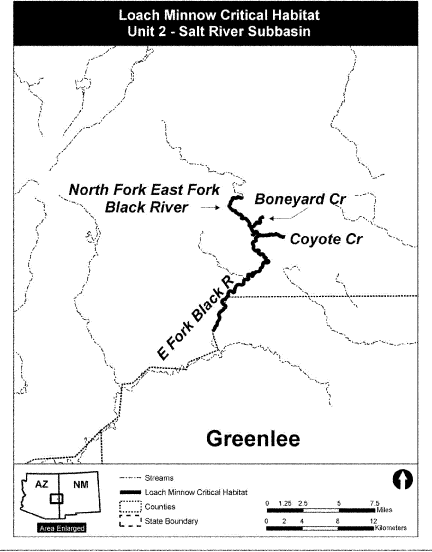 Loach Minnow Critical Habitat
Unit 2 - Salt River Subbasin
North Fork East Fork
Black River
Boneyard Cr
Coyote Cr
E Fork Black R
Greenlee
AZ NM
Area Enlarged
Streams
Loach Minnow Critical Habitat
Counties
State Boundary
0 1.25 2.5 5 7.5
Miles
0 2 4 8 12
Kilometers